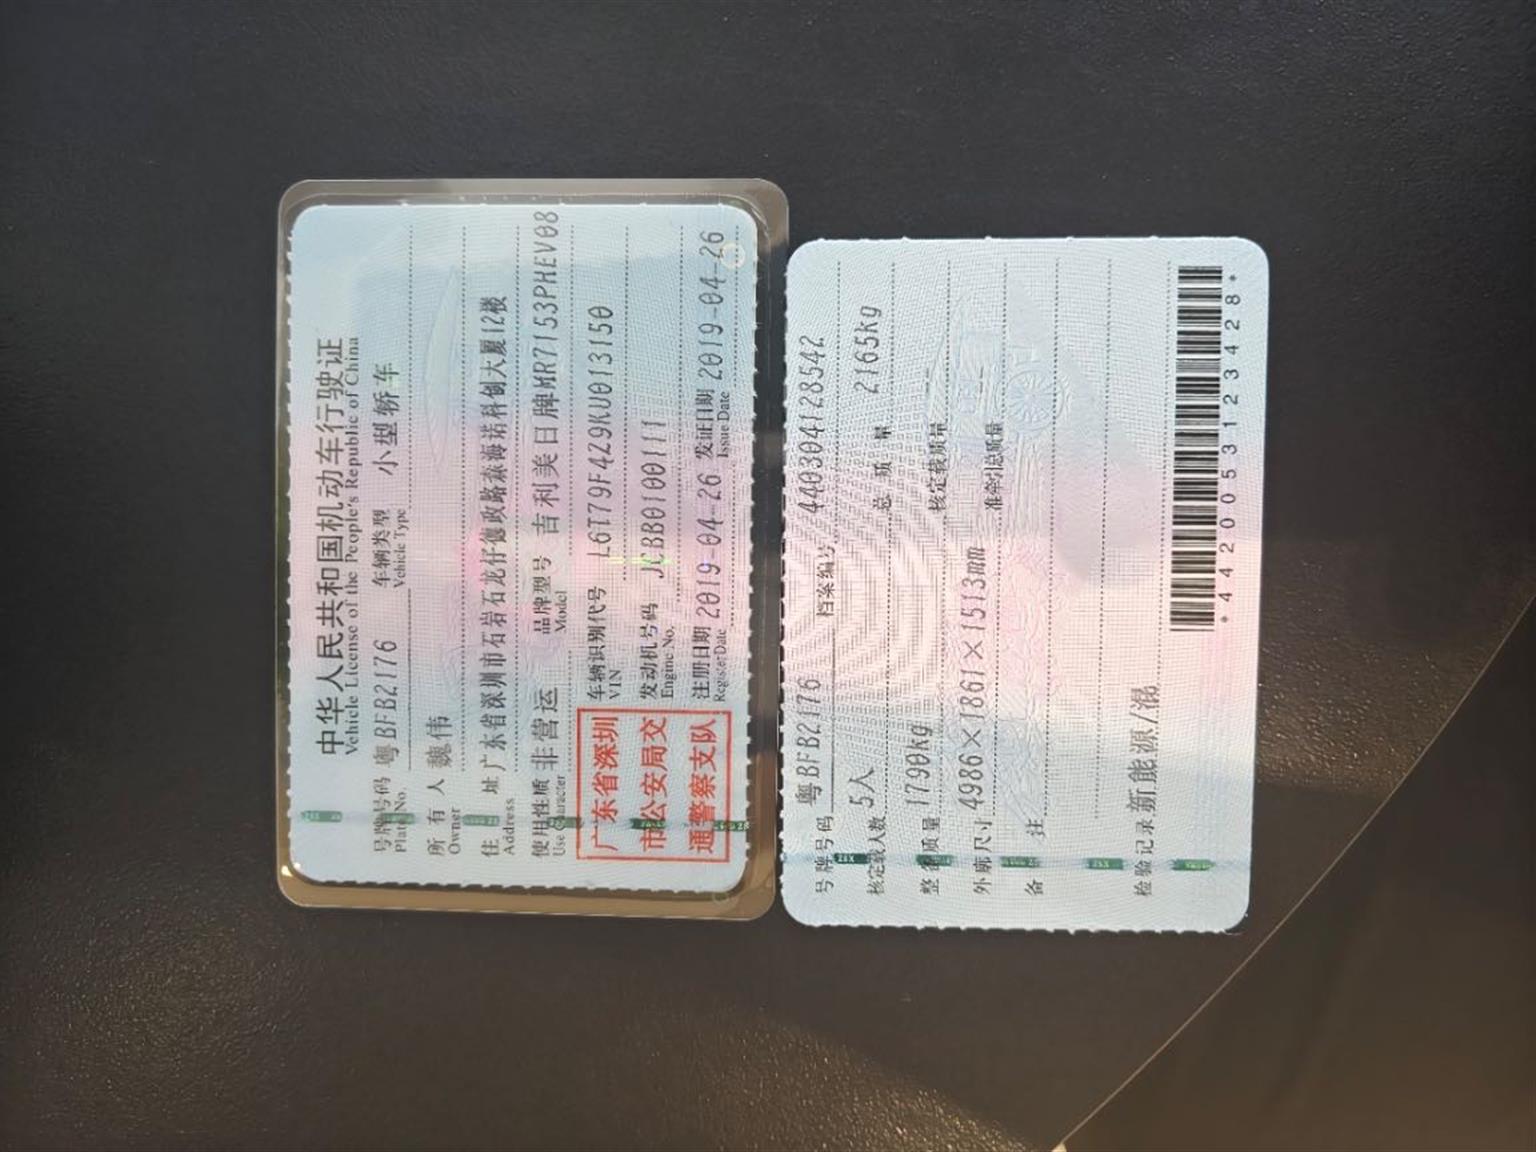 中华人民共和国机动车行驶证
Vehicle License of the People's Republic of China
号牌号码 粤BFB2176 车辆类型 小型轿车
Plate No. Vehicle Type
所有人 魏伟
Owner
住址 广东省深圳市石岩石龙仔德政路森海诺科创大厦12楼
Address
使用性质 非营运 品牌型号 吉利美日牌MR7153PHEV08
Use Character Model
广东省深圳
市公安局交
通警察支队
车辆识别代号 L6T79F4Z9KU013150
VIN
发动机号码 JCBB0100111
Engine No.
注册日期 2019-04-26 发证日期 2019-04-26
Register Date Issue Date
号牌号码 粤BFB2176 档案编号 440304128542
核定载人数 5人 总质量 2165kg
整备质量 1790kg 核定载质量
外廓尺寸 4986×1861×1513mm 准牵引总质量
备注
检验记录 新能源/混
*4420053123428*